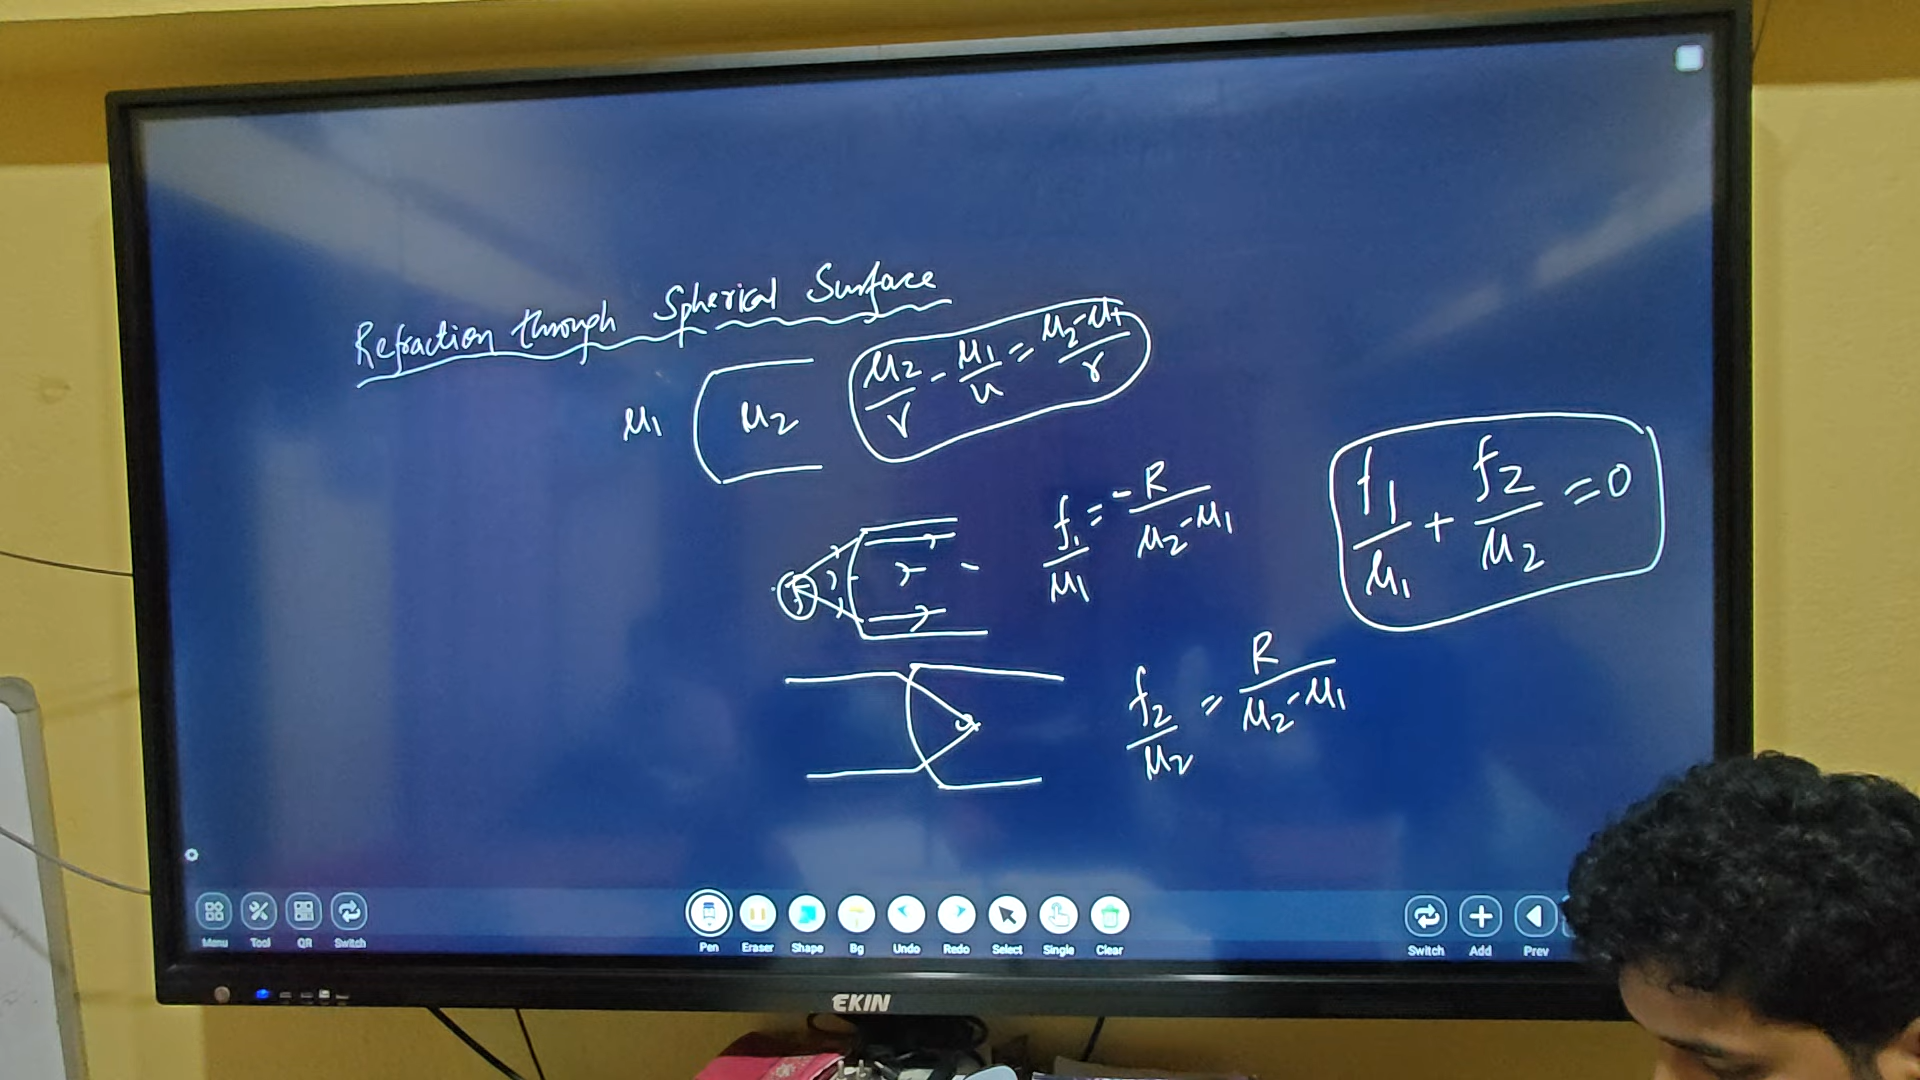 Refraction through Spherical Surface
μ1 μ2 μ2/v - μ1/u = μ2-μ1/r
f1/μ1 = -R/μ2-μ1
f1/μ1 + f2/μ2 = 0
f2/μ2 = R/μ2-μ1
Menu Tool QR Switch Pen Eraser Shape Bg Undo Redo Select Single Clear Switch Add Prev
EKIN